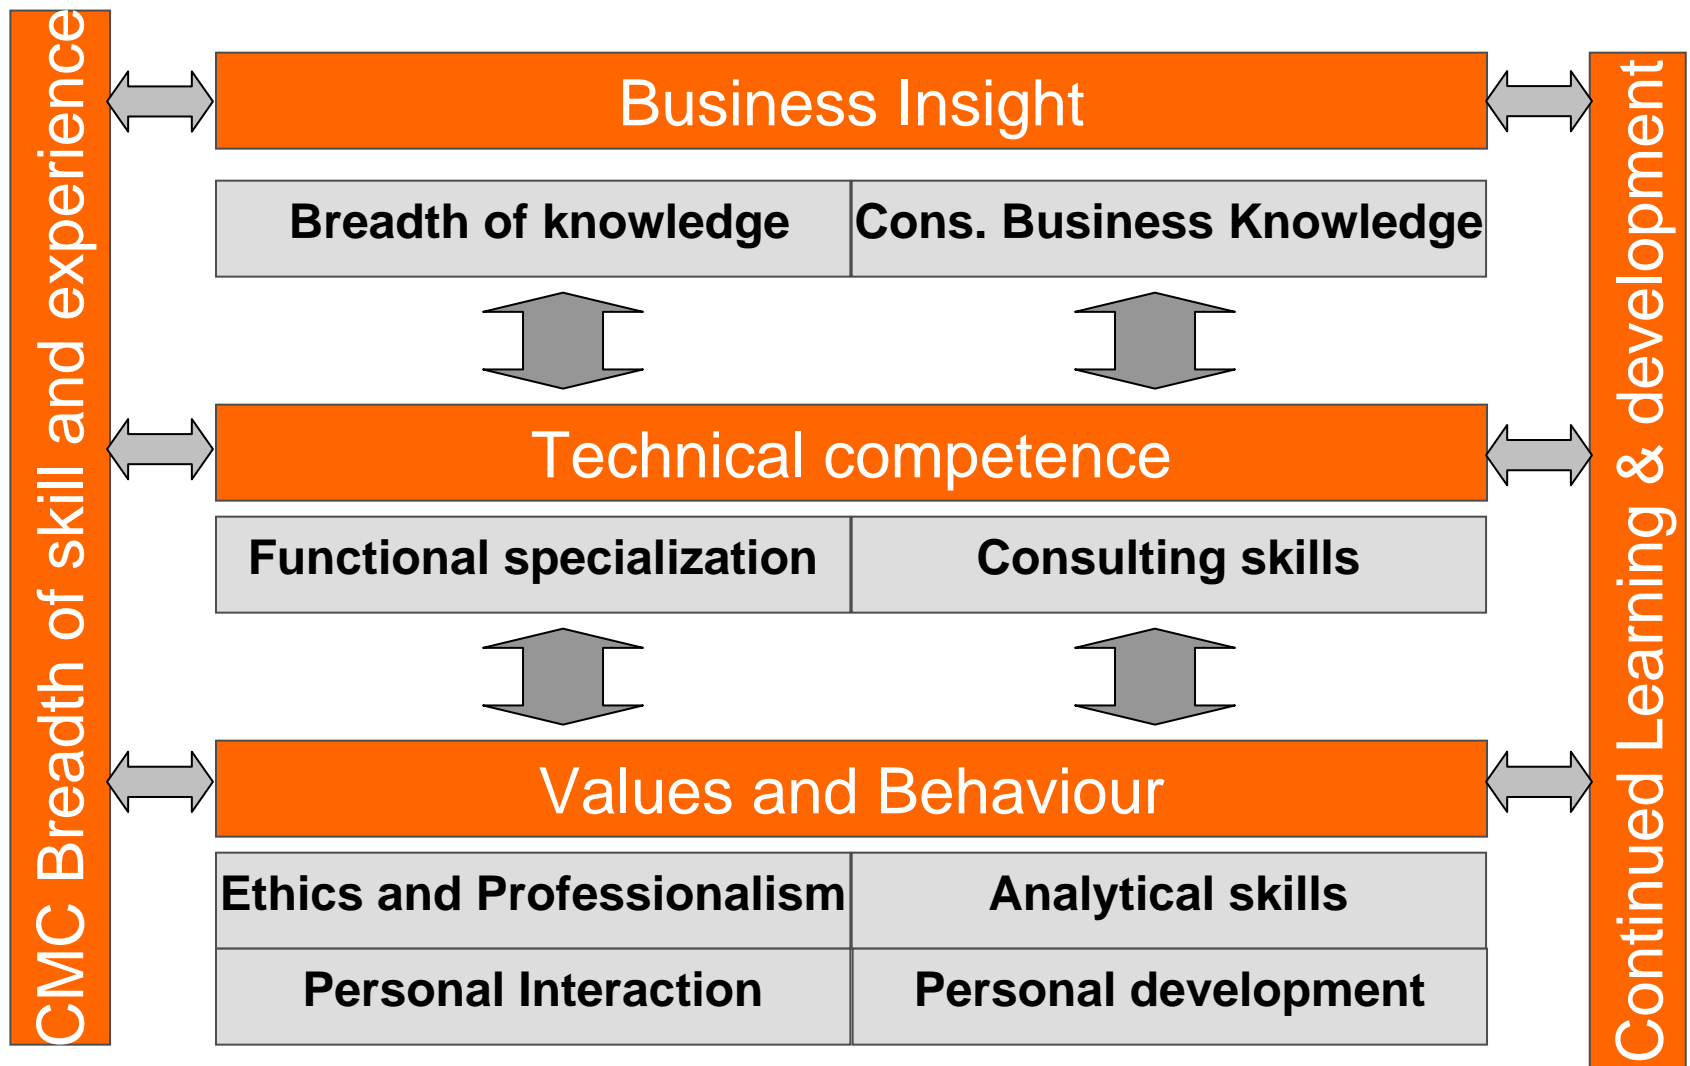 CMC Breadth of skill and experience
Business Insight
Breadth of knowledge
Cons. Business Knowledge
Technical competence
Functional specialization
Consulting skills
Values and Behaviour
Ethics and Professionalism
Analytical skills
Personal Interaction
Personal development
Continued Learning & development